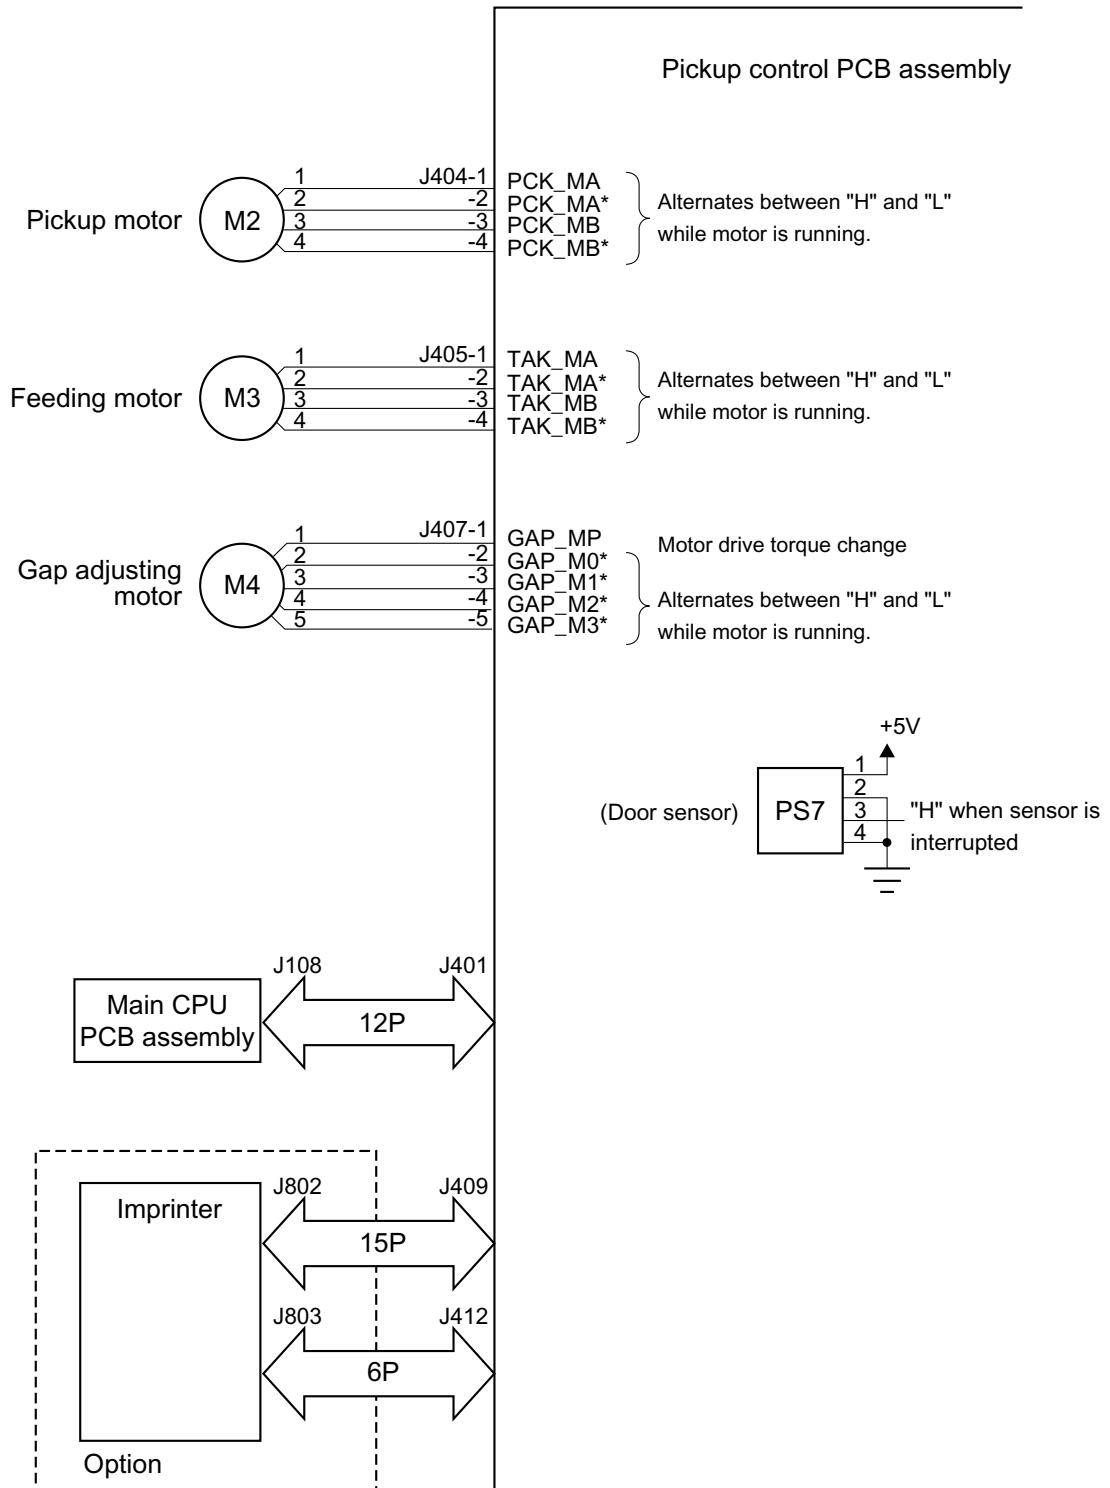 Pickup control PCB assembly
Pickup motor
M2
1
2
3
4
J404-1
-2
-3
-4
PCK_MA
PCK_MA*
PCK_MB
PCK_MB*
Alternates between "H" and "L"
while motor is running.
Feeding motor
M3
1
2
3
4
J405-1
-2
-3
-4
TAK_MA
TAK_MA*
TAK_MB
TAK_MB*
Alternates between "H" and "L"
while motor is running.
Gap adjusting
motor
M4
1
2
3
4
5
J407-1
-2
-3
-4
-5
GAP_MP
GAP_M0*
GAP_M1*
GAP_M2*
GAP_M3*
Motor drive torque change
Alternates between "H" and "L"
while motor is running.
+5V
(Door sensor)
PS7
1
2
3
4
"H" when sensor is
interrupted
J108
J401
Main CPU
PCB assembly
12P
J802
J409
Imprinter
15P
J803
J412
6P
Option